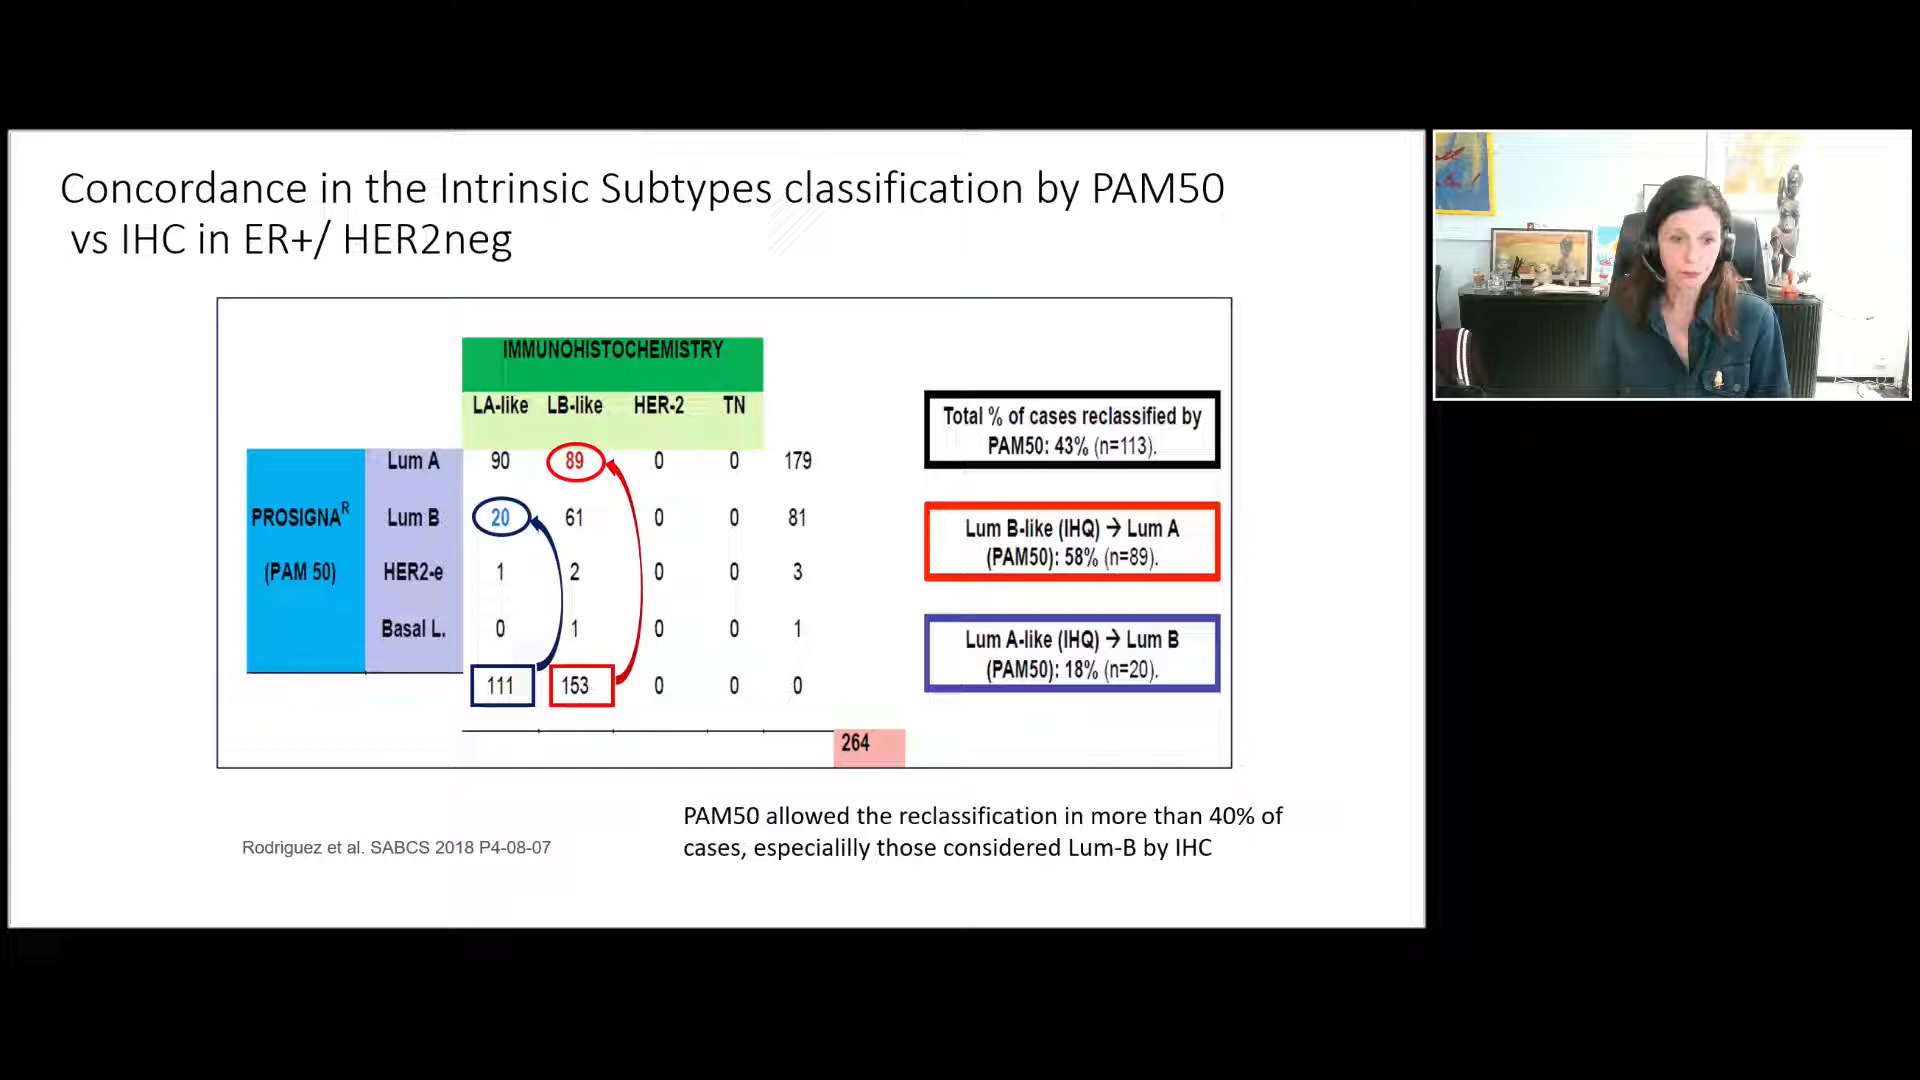 Concordance in the Intrinsic Subtypes classification by PAM50
vs IHC in ER+/ HER2neg
IMMUNOHISTOCHEMISTRY
LA-like LB-like HER-2 TN
Lum A 90 89 0 0 179
PROSIGNA^R Lum B 20 61 0 0 81
(PAM 50) HER2-e 1 2 0 0 3
Basal L. 0 1 0 0 1
111 153 0 0 0
264
Total % of cases reclassified by
PAM50: 43% (n=113).
Lum B-like (IHQ) → Lum A
(PAM50): 58% (n=89).
Lum A-like (IHQ) → Lum B
(PAM50): 18% (n=20).
PAM50 allowed the reclassification in more than 40% of
cases, especialilly those considered Lum-B by IHC
Rodriguez et al. SABCS 2018 P4-08-07